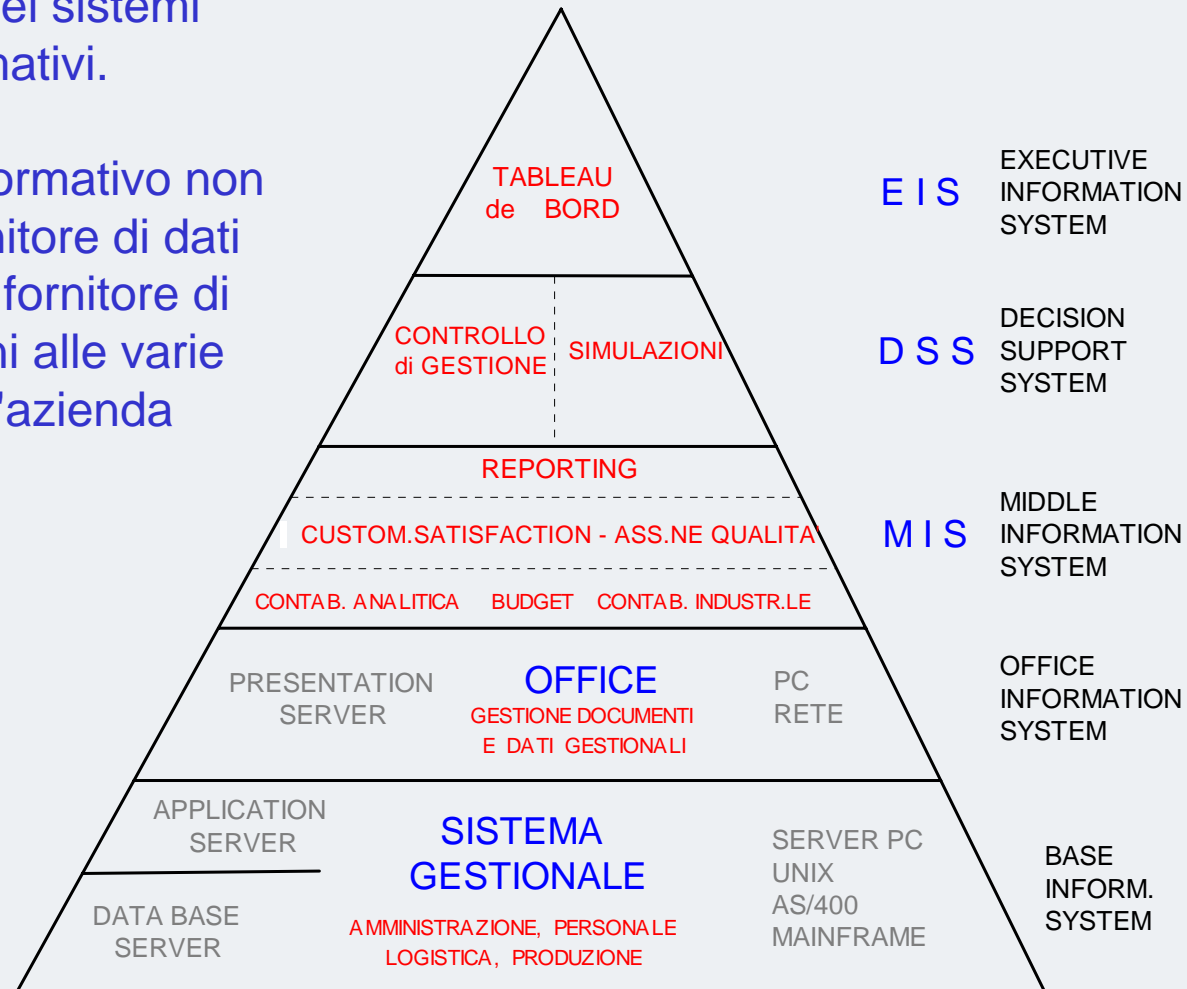 ei sistemi
nativi.
ormativo non
nitore di dati
fornitore di
ni alle varie
l'azienda
TABLEAU
de BORD
E I S
EXECUTIVE
INFORMATION
SYSTEM
CONTROLLO
di GESTIONE
SIMULAZIONI
D S S
DECISION
SUPPORT
SYSTEM
REPORTING
CUSTOM.SATISFACTION - ASS.NE QUALITA'
CONTAB. ANALITICA BUDGET CONTAB. INDUSTR.LE
M I S
MIDDLE
INFORMATION
SYSTEM
PRESENTATION
SERVER
OFFICE
GESTIONE DOCUMENTI
E DATI GESTIONALI
PC
RETE
OFFICE
INFORMATION
SYSTEM
APPLICATION
SERVER
DATA BASE
SERVER
SISTEMA
GESTIONALE
AMMINISTRAZIONE, PERSONALE
LOGISTICA, PRODUZIONE
SERVER PC
UNIX
AS/400
MAINFRAME
BASE
INFORM.
SYSTEM